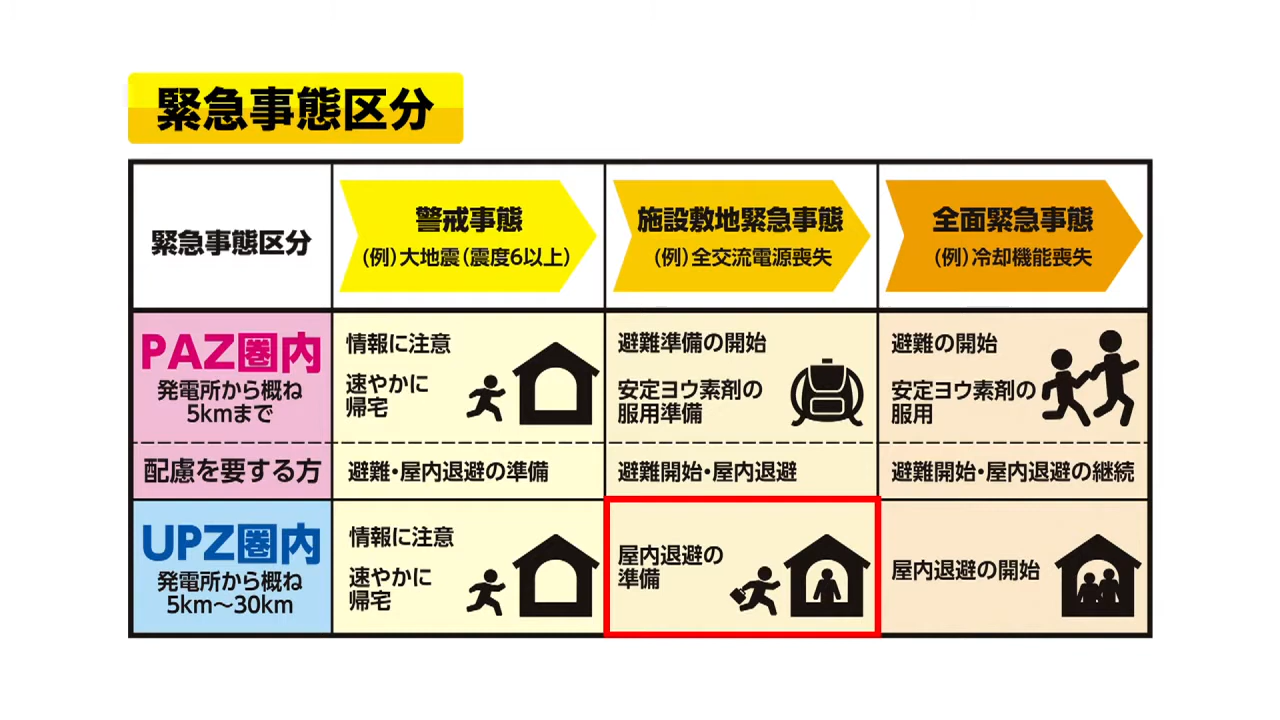 緊急事態区分
緊急事態区分
警戒事態
(例)大地震(震度6以上)
施設敷地緊急事態
(例)全交流電源喪失
全面緊急事態
(例)冷却機能喪失
PAZ圏内
発電所から概ね
5kmまで
情報に注意
速やかに
帰宅
避難準備の開始
安定ヨウ素剤の
服用準備
避難の開始
安定ヨウ素剤の
服用
配慮を要する方
避難・屋内退避の準備
避難開始・屋内退避
避難開始・屋内退避の継続
UPZ圏内
発電所から概ね
5km〜30km
情報に注意
速やかに
帰宅
屋内退避の
準備
屋内退避の開始